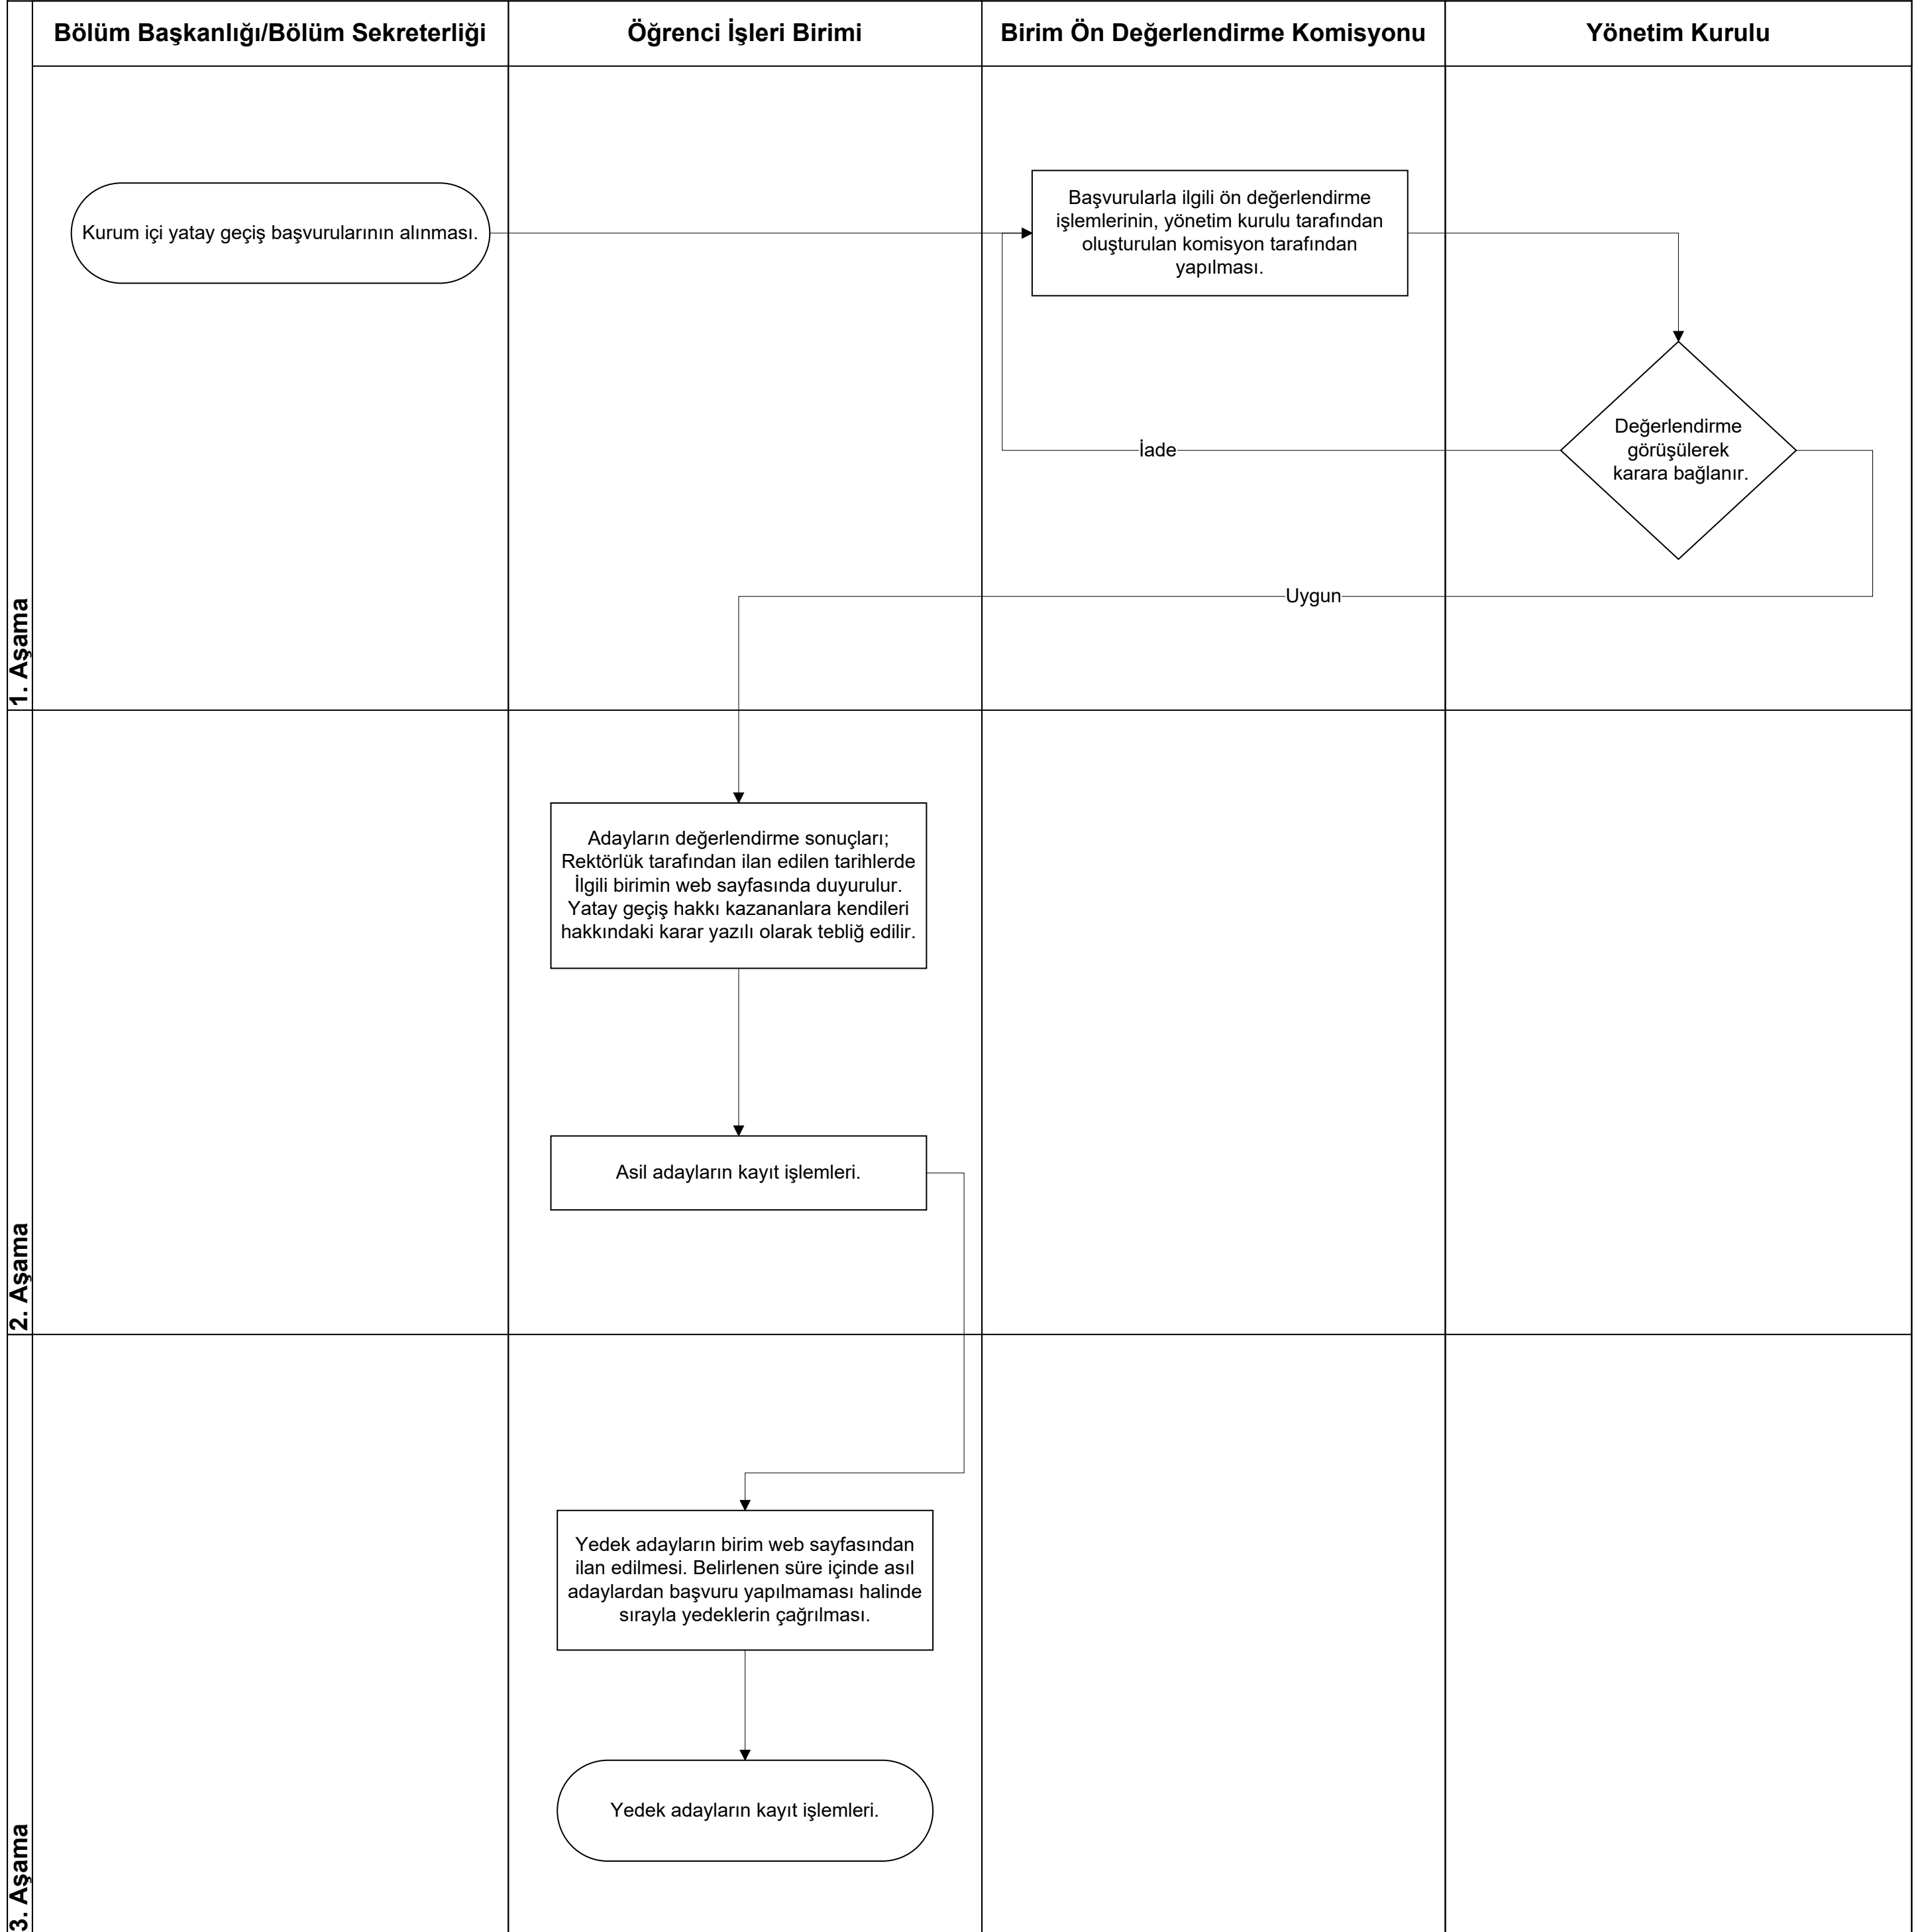 Bölüm Başkanlığı/Bölüm Sekreterliği
Öğrenci İşleri Birimi
Birim Ön Değerlendirme Komisyonu
Yönetim Kurulu
1. Aşama
Kurum içi yatay geçiş başvurularının alınması.
Başvurularla ilgili ön değerlendirme
işlemlerinin, yönetim kurulu tarafından
oluşturulan komisyon tarafından
yapılması.
Değerlendirme
görüşülerek
karara bağlanır.
İade
Uygun
2. Aşama
Adayların değerlendirme sonuçları;
Rektörlük tarafından ilan edilen tarihlerde
İlgili birimin web sayfasında duyurulur.
Yatay geçiş hakkı kazananlara kendileri
hakkındaki karar yazılı olarak tebliğ edilir.
Asil adayların kayıt işlemleri.
3. Aşama
Yedek adayların birim web sayfasından
ilan edilmesi. Belirlenen süre içinde asıl
adaylardan başvuru yapılmaması halinde
sırayla yedeklerin çağrılması.
Yedek adayların kayıt işlemleri.